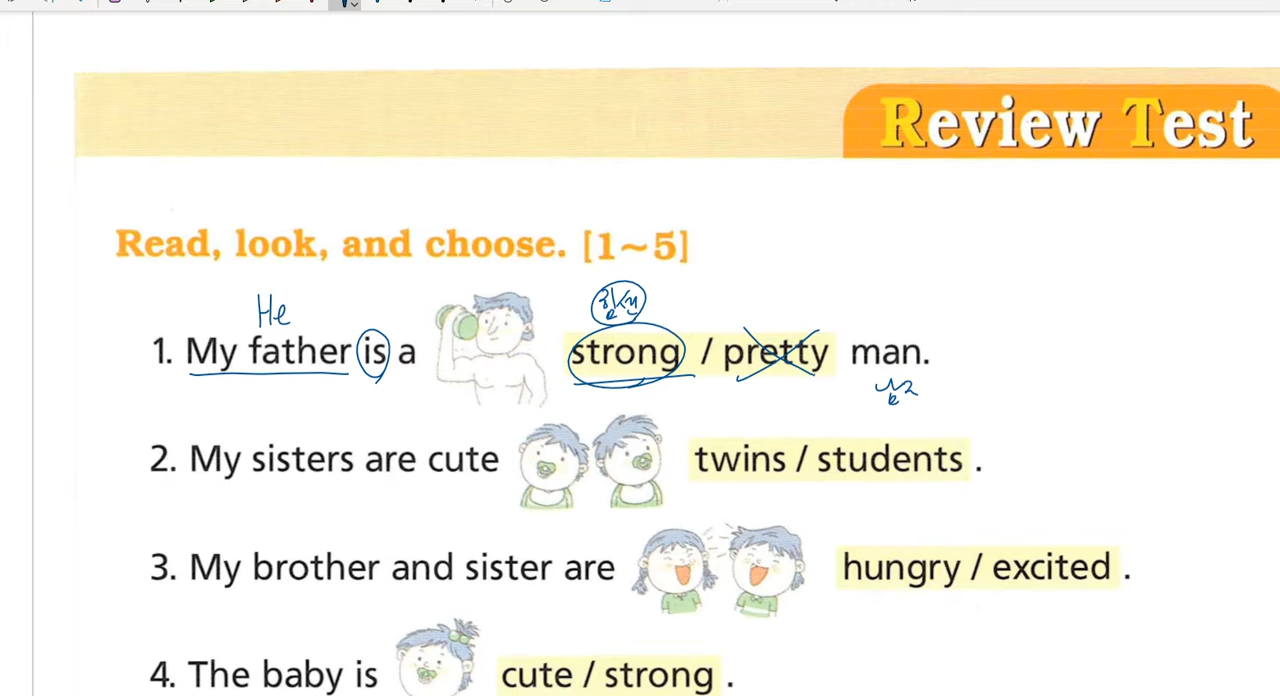 Review Test
Read, look, and choose. [1~5]
He
1. My father is a strong / pretty man.
2. My sisters are cute twins / students .
3. My brother and sister are hungry / excited .
4. The baby is cute / strong .